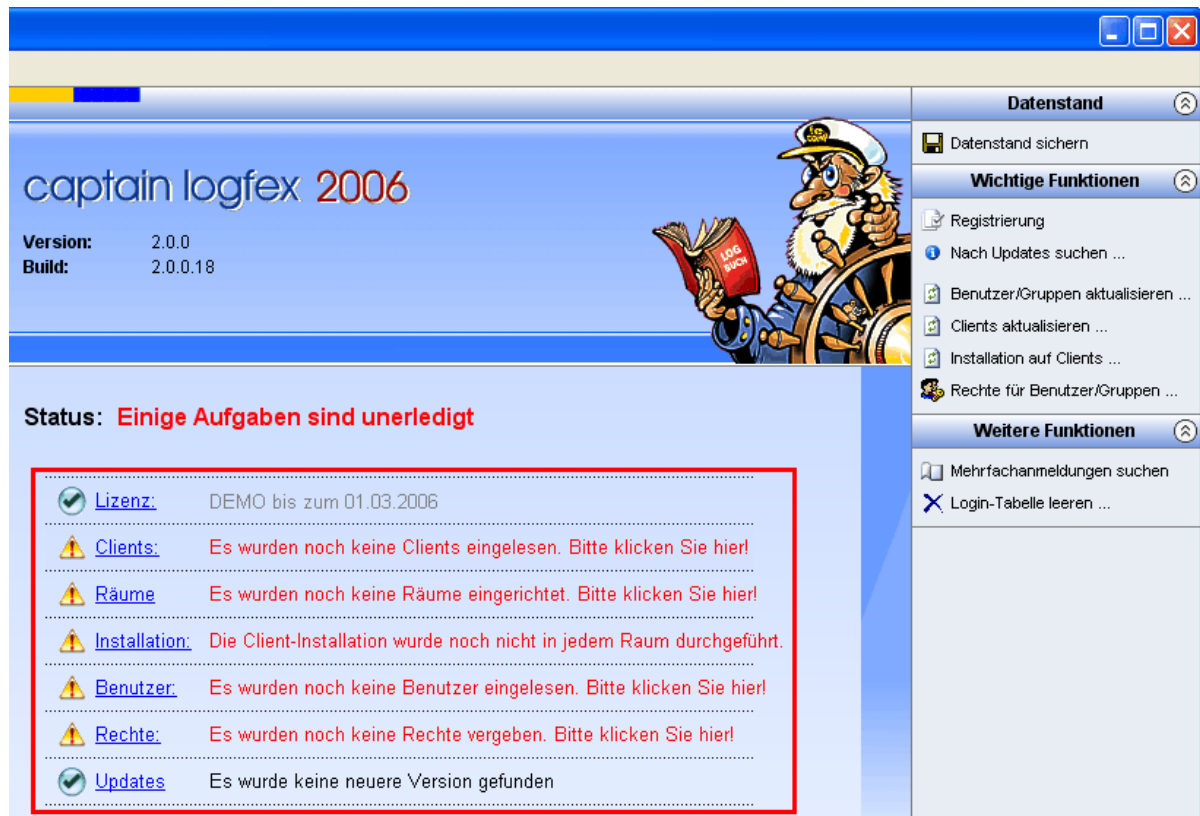 captain logfex 2006
Version: 2.0.0
Build: 2.0.0.18
LOG
BUCH
Status: Einige Aufgaben sind unerledigt
Lizenz: DEMO bis zum 01.03.2006
Clients: Es wurden noch keine Clients eingelesen. Bitte klicken Sie hier!
Räume Es wurden noch keine Räume eingerichtet. Bitte klicken Sie hier!
Installation: Die Client-Installation wurde noch nicht in jedem Raum durchgeführt.
Benutzer: Es wurden noch keine Benutzer eingelesen. Bitte klicken Sie hier!
Rechte: Es wurden noch keine Rechte vergeben. Bitte klicken Sie hier!
Updates Es wurde keine neuere Version gefunden
Datenstand
Datenstand sichern
Wichtige Funktionen
Registrierung
Nach Updates suchen ...
Benutzer/Gruppen aktualisieren ...
Clients aktualisieren ...
Installation auf Clients ...
Rechte für Benutzer/Gruppen ...
Weitere Funktionen
Mehrfachanmeldungen suchen
Login-Tabelle leeren ...